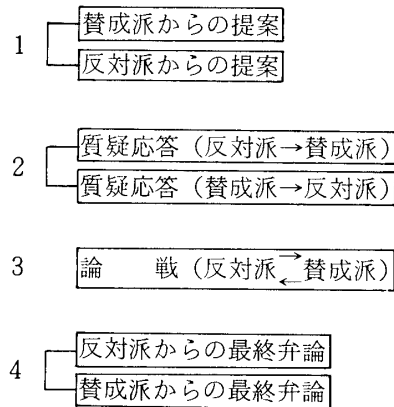 1
賛成派からの提案
反対派からの提案
2
質疑応答（反対派→賛成派）
質疑応答（賛成派→反対派）
3
論　　戦（反対派⇄賛成派）
4
反対派からの最終弁論
賛成派からの最終弁論